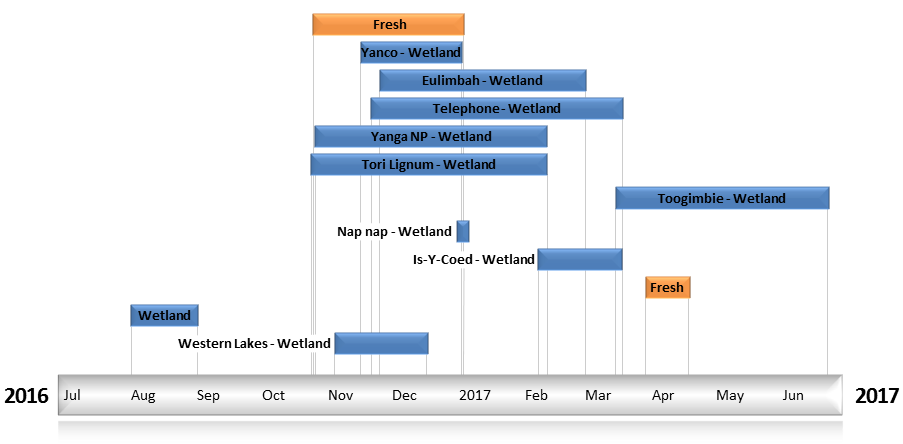 Fresh
Yanco - Wetland
Eulimbah - Wetland
Telephone - Wetland
Yanga NP - Wetland
Tori Lignum - Wetland
Toogimbie - Wetland
Nap nap - Wetland
Is-Y-Coed - Wetland
Fresh
Wetland
Western Lakes - Wetland
2016 Jul Aug Sep Oct Nov Dec 2017 Feb Mar Apr May Jun 2017